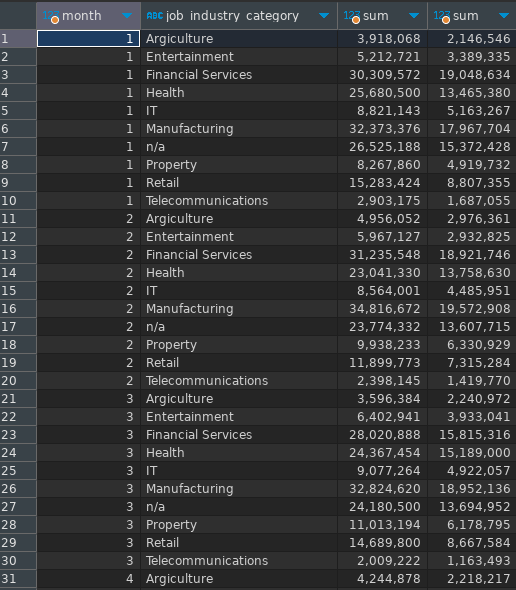 123 month ABC job_industry_category 123 sum 123 sum
1 1 Argiculture 3,918,068 2,146,546
2 1 Entertainment 5,212,721 3,389,335
3 1 Financial Services 30,309,572 19,048,634
4 1 Health 25,680,500 13,465,380
5 1 IT 8,821,143 5,163,267
6 1 Manufacturing 32,373,376 17,967,704
7 1 n/a 26,525,188 15,372,428
8 1 Property 8,267,860 4,919,732
9 1 Retail 15,283,424 8,807,355
10 1 Telecommunications 2,903,175 1,687,055
11 2 Argiculture 4,956,052 2,976,361
12 2 Entertainment 5,967,127 2,932,825
13 2 Financial Services 31,235,548 18,921,746
14 2 Health 23,041,330 13,758,630
15 2 IT 8,564,001 4,485,951
16 2 Manufacturing 34,816,672 19,572,908
17 2 n/a 23,774,332 13,607,715
18 2 Property 9,938,233 6,330,929
19 2 Retail 11,899,773 7,315,284
20 2 Telecommunications 2,398,145 1,419,770
21 3 Argiculture 3,596,384 2,240,972
22 3 Entertainment 6,402,941 3,933,041
23 3 Financial Services 28,020,888 15,815,316
24 3 Health 24,367,454 15,189,000
25 3 IT 9,077,264 4,922,057
26 3 Manufacturing 32,824,620 18,952,136
27 3 n/a 24,180,500 13,694,952
28 3 Property 11,013,194 6,178,795
29 3 Retail 14,689,800 8,667,584
30 3 Telecommunications 2,009,222 1,163,493
31 4 Argiculture 4,244,878 2,218,217